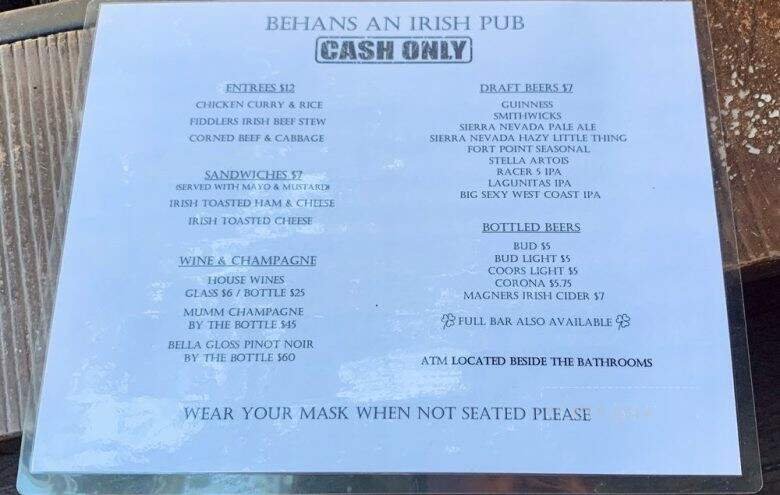 BEHANS AN IRISH PUB
CASH ONLY
ENTREES $12
CHICKEN CURRY & RICE
FIDDLERS IRISH BEEF STEW
CORNED BEEF & CABBAGE
SANDWICHES $7
(SERVED WITH MAYO & MUSTARD)
IRISH TOASTED HAM & CHEESE
IRISH TOASTED CHEESE
WINE & CHAMPAGNE
HOUSE WINES
GLASS $6 / BOTTLE $25
MUMM CHAMPAGNE
BY THE BOTTLE $45
BELLA GLOSS PINOT NOIR
BY THE BOTTLE $60
DRAFT BEERS $7
GUINNESS
SMITHWICKS
SIERRA NEVADA PALE ALE
SIERRA NEVADA HAZY LITTLE THING
FORT POINT SEASONAL
STELLA ARTOIS
RACER 5 IPA
LAGUNITAS IPA
BIG SEXY WEST COAST IPA
BOTTLED BEERS
BUD $5
BUD LIGHT $5
COORS LIGHT $5
CORONA $5.75
MAGNERS IRISH CIDER $7
FULL BAR ALSO AVAILABLE
ATM LOCATED BESIDE THE BATHROOMS
WEAR YOUR MASK WHEN NOT SEATED PLEASE